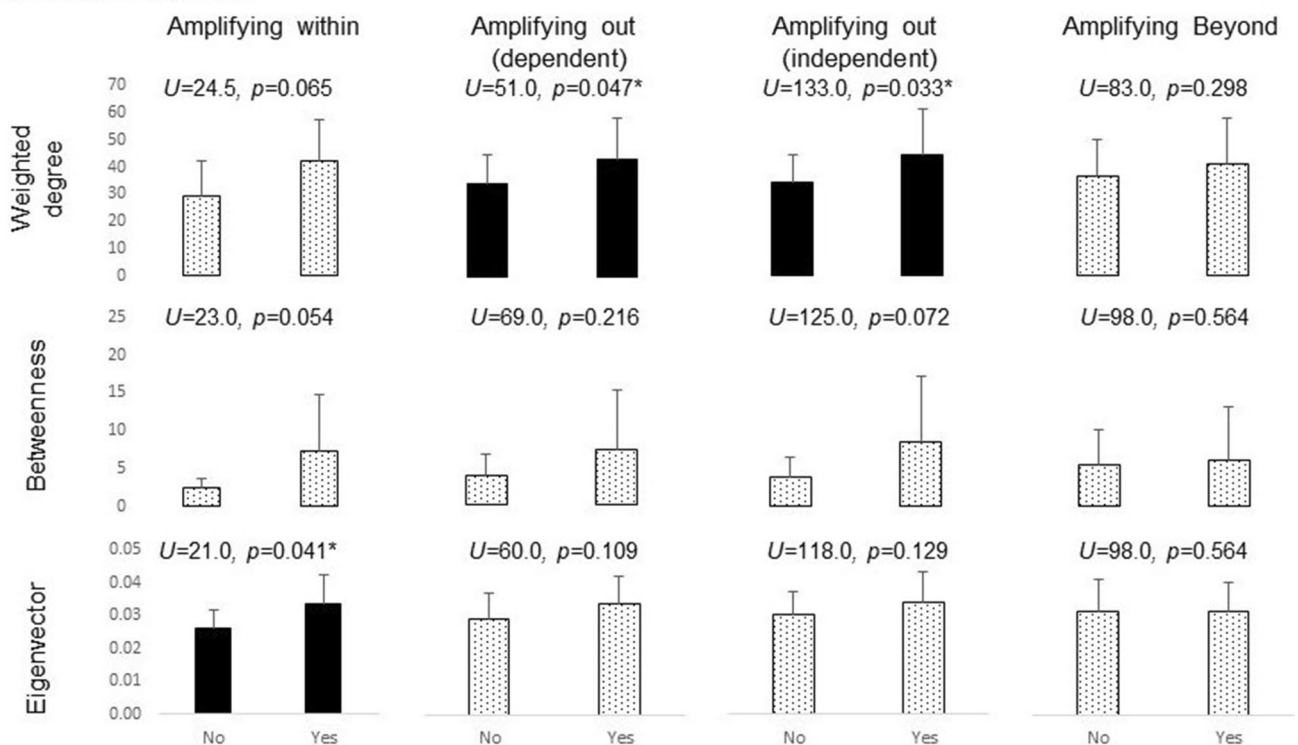 Amplifying within
Amplifying out
(dependent)
Amplifying out
(independent)
Amplifying Beyond
Weighted
degree
70
60
50
40
30
20
10
0
U=24.5, p=0.065
U=51.0, p=0.047*
U=133.0, p=0.033*
U=83.0, p=0.298
Betweenness
25
20
15
10
5
0
U=23.0, p=0.054
U=69.0, p=0.216
U=125.0, p=0.072
U=98.0, p=0.564
Eigenvector
0.05
0.04
0.03
0.02
0.01
0.00
U=21.0, p=0.041*
U=60.0, p=0.109
U=118.0, p=0.129
U=98.0, p=0.564
No Yes
No Yes
No Yes
No Yes